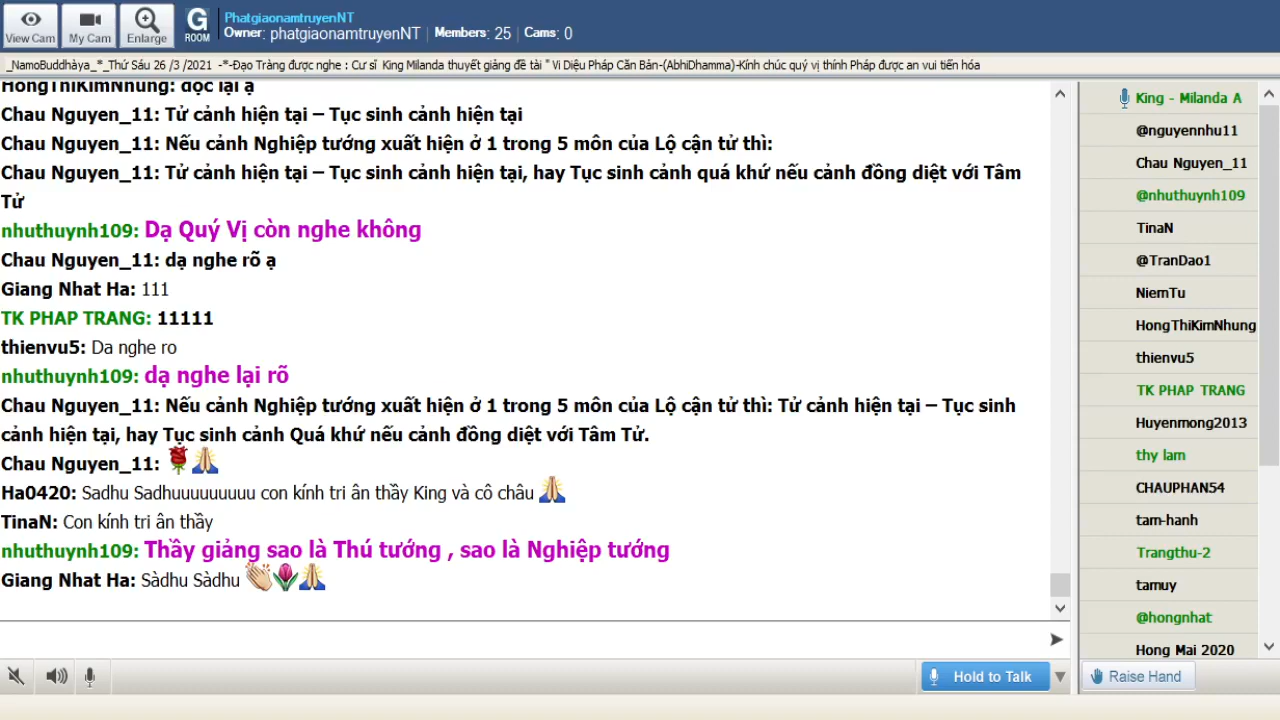 View Cam
My Cam
Enlarge
G
ROOM
PhatgiaonamtruyenNT
Owner: phatgiaonamtruyenNT | Members: 25 | Cams: 0
_NamoBuddhàya_*_Thứ Sáu 26 /3 /2021 -*-Đạo Tràng được nghe : Cư sĩ King Milanda thuyết giảng đề tài " Vi Diệu Pháp Căn Bản-(AbhiDhamma)-Kính chúc quý vị thính Pháp được an vui tiến hóa
HongThiKimNhung: đọc lại ạ
Chau Nguyen_11: Tử cảnh hiện tại – Tục sinh cảnh hiện tại
Chau Nguyen_11: Nếu cảnh Nghiệp tướng xuất hiện ở 1 trong 5 môn của Lộ cận tử thì:
Chau Nguyen_11: Tử cảnh hiện tại – Tục sinh cảnh hiện tại, hay Tục sinh cảnh quá khứ nếu cảnh đồng diệt với Tâm
Tử
nhuthuynh109: Dạ Quý Vị còn nghe không
Chau Nguyen_11: dạ nghe rõ ạ
Giang Nhat Ha: 111
TK PHAP TRANG: 11111
thienvu5: Da nghe ro
nhuthuynh109: dạ nghe lại rõ
Chau Nguyen_11: Nếu cảnh Nghiệp tướng xuất hiện ở 1 trong 5 môn của Lộ cận tử thì: Tử cảnh hiện tại – Tục sinh
cảnh hiện tại, hay Tục sinh cảnh Quá khứ nếu cảnh đồng diệt với Tâm Tử.
Chau Nguyen_11: 🌹🙏
Ha0420: Sadhu Sadhuuuuuuuuu con kính tri ân thầy King và cô châu 🙏
TinaN: Con kính tri ân thầy
nhuthuynh109: Thầy giảng sao là Thú tướng , sao là Nghiệp tướng
Giang Nhat Ha: Sàdhu Sàdhu 👏🌷🙏
King - Milanda A
@nguyennhu11
Chau Nguyen_11
@nhuthuynh109
TinaN
@TranDao1
NiemTu
HongThiKimNhung
thienvu5
TK PHAP TRANG
Huyenmong2013
thy lam
CHAUPHAN54
tam-hanh
Trangthu-2
tamuy
@hongnhat
Hong Mai 2020
Hold to Talk
Raise Hand